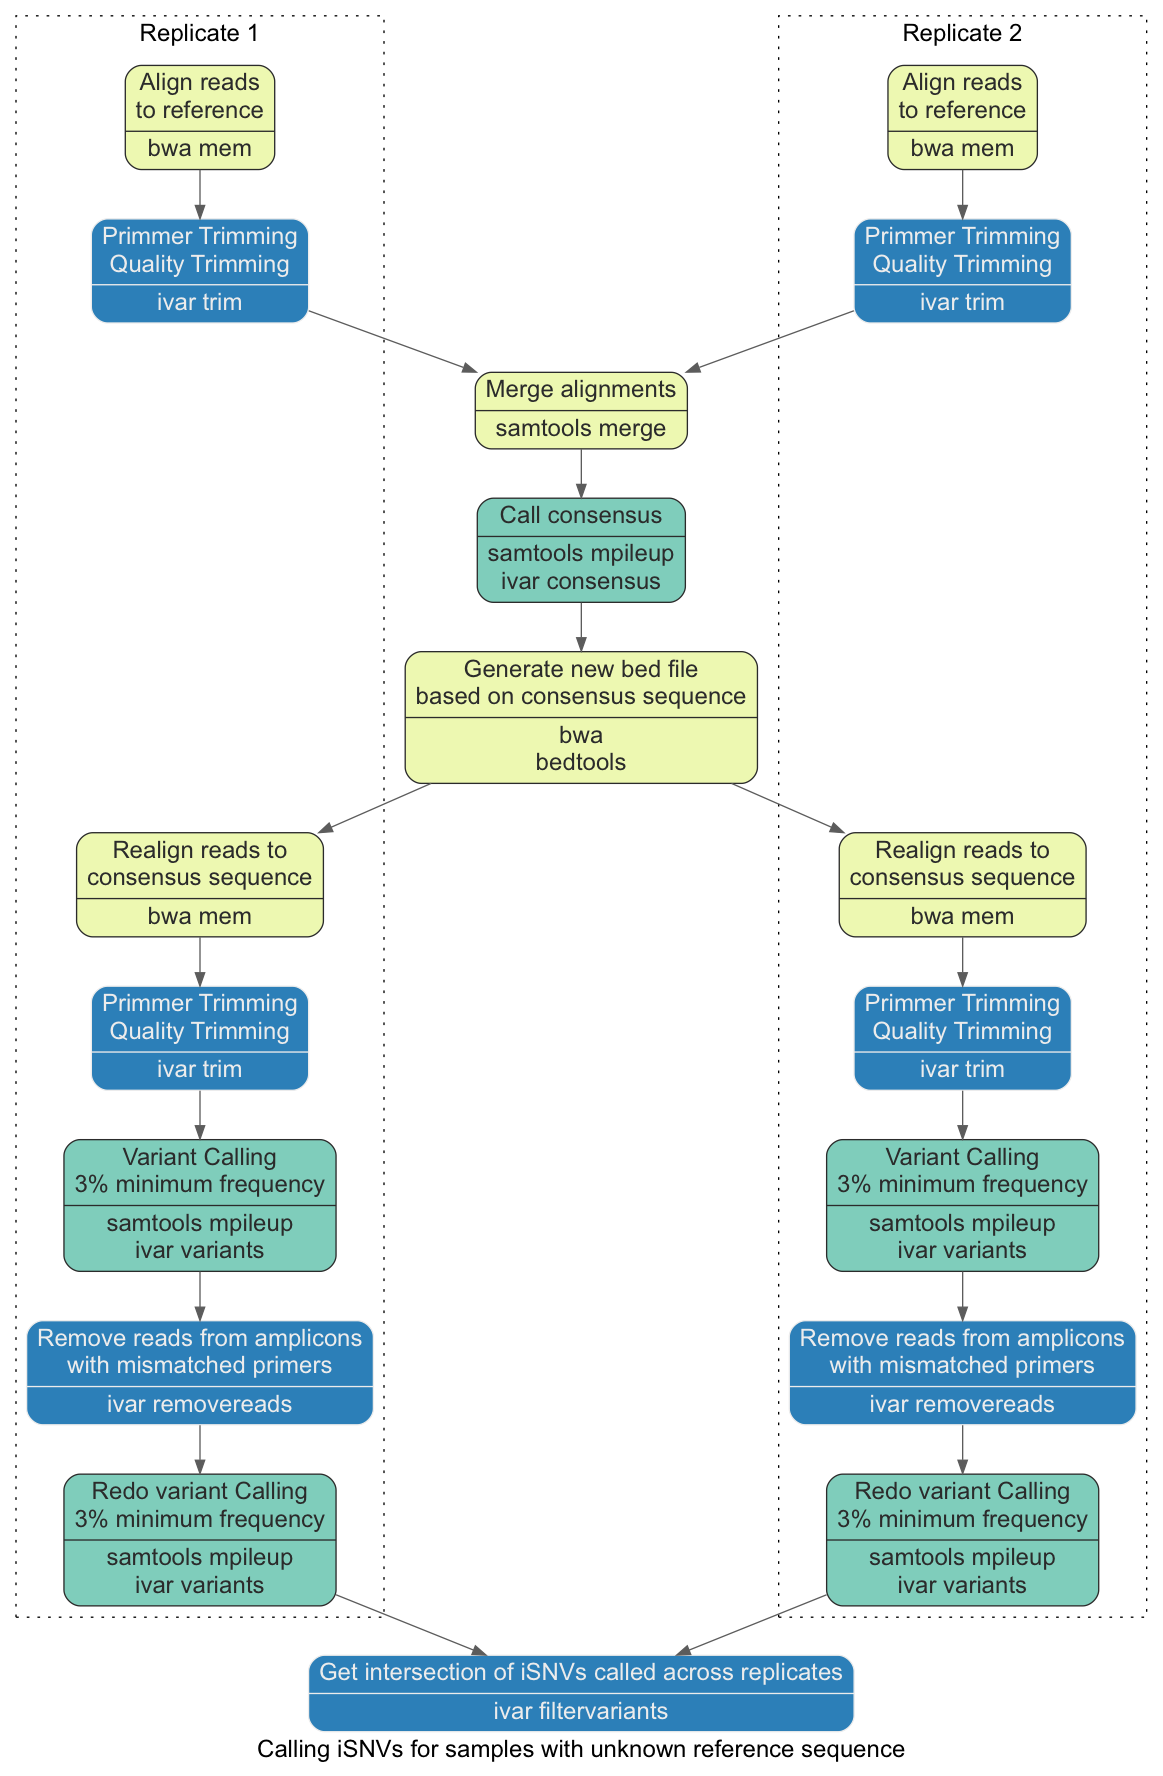 Replicate 1
Align reads
to reference
bwa mem
Primmer Trimming
Quality Trimming
ivar trim
Replicate 2
Align reads
to reference
bwa mem
Primmer Trimming
Quality Trimming
ivar trim
Merge alignments
samtools merge
Call consensus
samtools mpileup
ivar consensus
Generate new bed file
based on consensus sequence
bwa
bedtools
Realign reads to
consensus sequence
bwa mem
Primmer Trimming
Quality Trimming
ivar trim
Variant Calling
3% minimum frequency
samtools mpileup
ivar variants
Remove reads from amplicons
with mismatched primers
ivar removereads
Redo variant Calling
3% minimum frequency
samtools mpileup
ivar variants
Realign reads to
consensus sequence
bwa mem
Primmer Trimming
Quality Trimming
ivar trim
Variant Calling
3% minimum frequency
samtools mpileup
ivar variants
Remove reads from amplicons
with mismatched primers
ivar removereads
Redo variant Calling
3% minimum frequency
samtools mpileup
ivar variants
Get intersection of iSNVs called across replicates
ivar filtervariants
Calling iSNVs for samples with unknown reference sequence